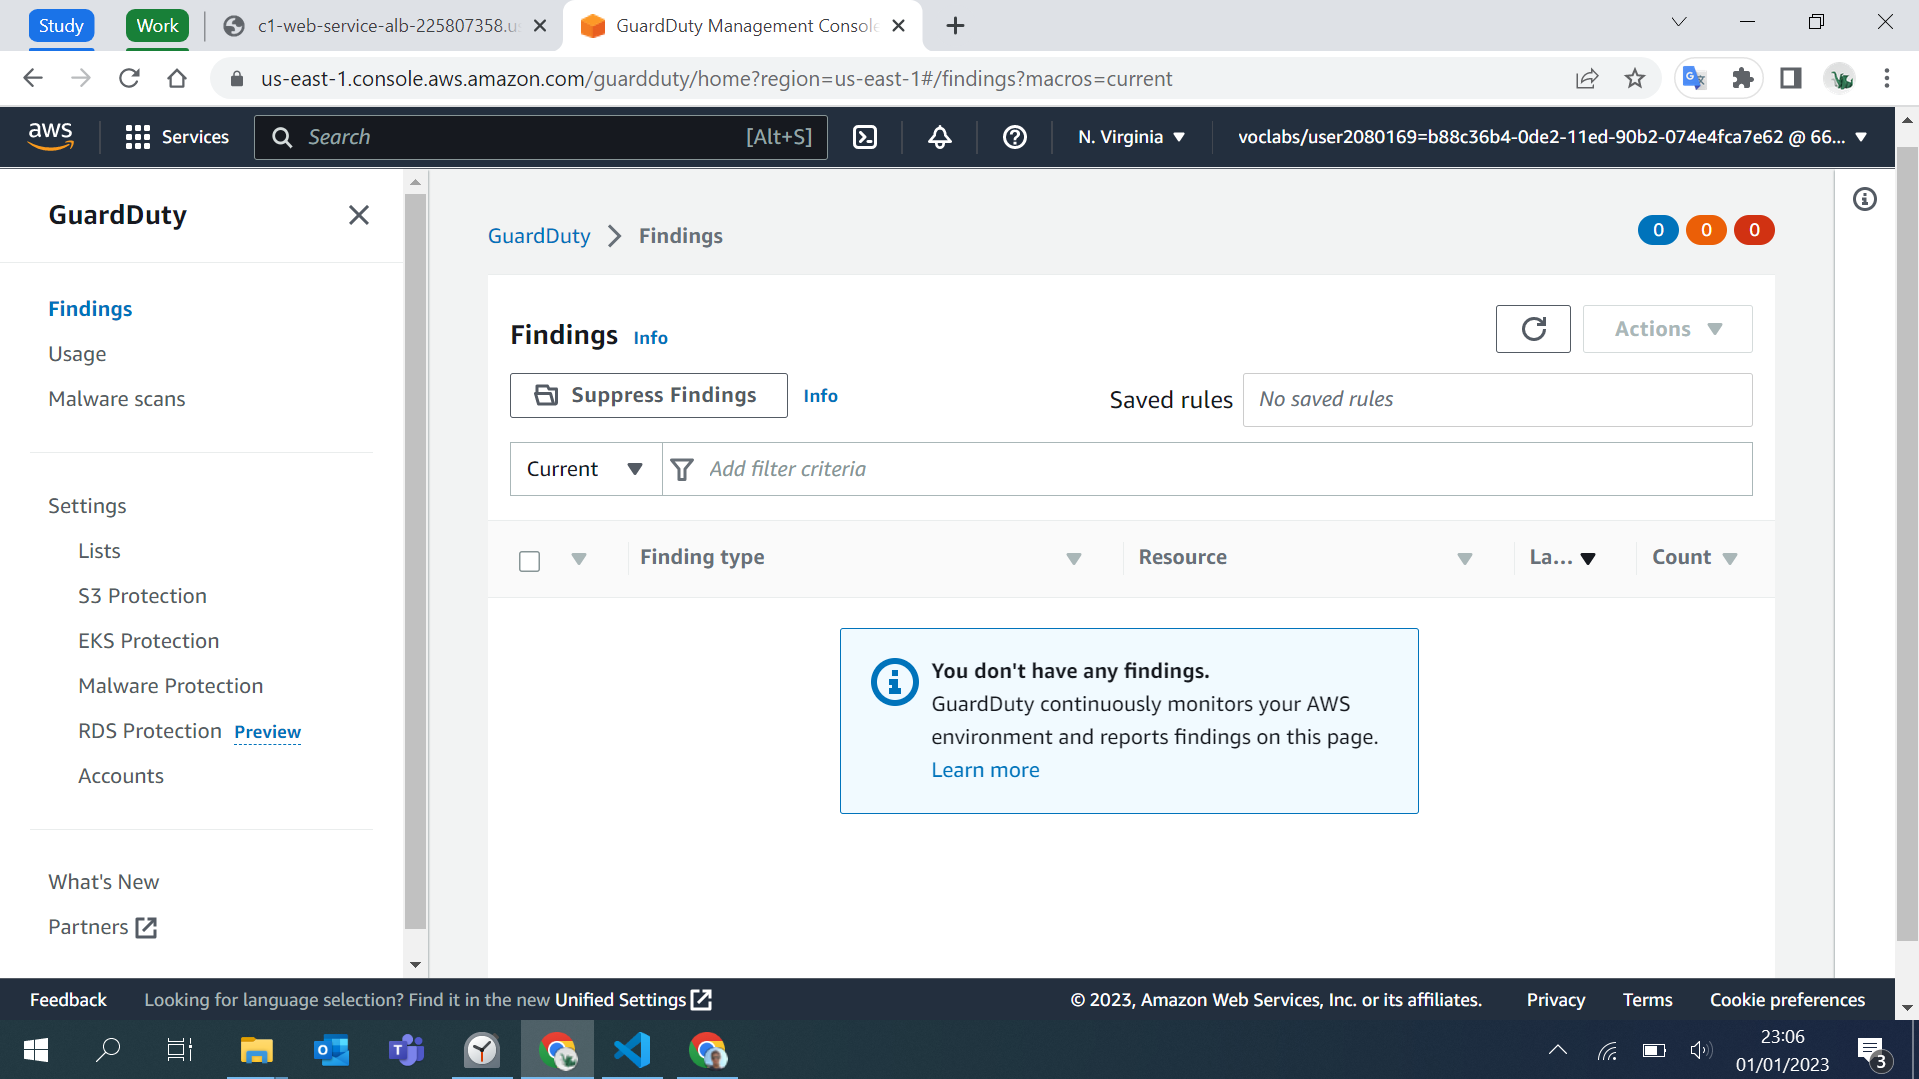 Study
Work
c1-web-service-alb-225807358.u
GuardDuty Management Consol
us-east-1.console.aws.amazon.com/guardduty/home?region=us-east-1#/findings?macros=current
aws
Services
Search
[Alt+S]
N. Virginia
voclabs/user2080169=b88c36b4-0de2-11ed-90b2-074e4fca7e62 @ 66...
GuardDuty
Findings
Usage
Malware scans
Settings
Lists
S3 Protection
EKS Protection
Malware Protection
RDS Protection Preview
Accounts
What's New
Partners
GuardDuty > Findings
0 0 0
Findings Info
Actions
Suppress Findings Info
Saved rules No saved rules
Current Add filter criteria
Finding type Resource La... Count
You don't have any findings.
GuardDuty continuously monitors your AWS
environment and reports findings on this page.
Learn more
Feedback Looking for language selection? Find it in the new Unified Settings
© 2023, Amazon Web Services, Inc. or its affiliates. Privacy Terms Cookie preferences
23:06
01/01/2023
3